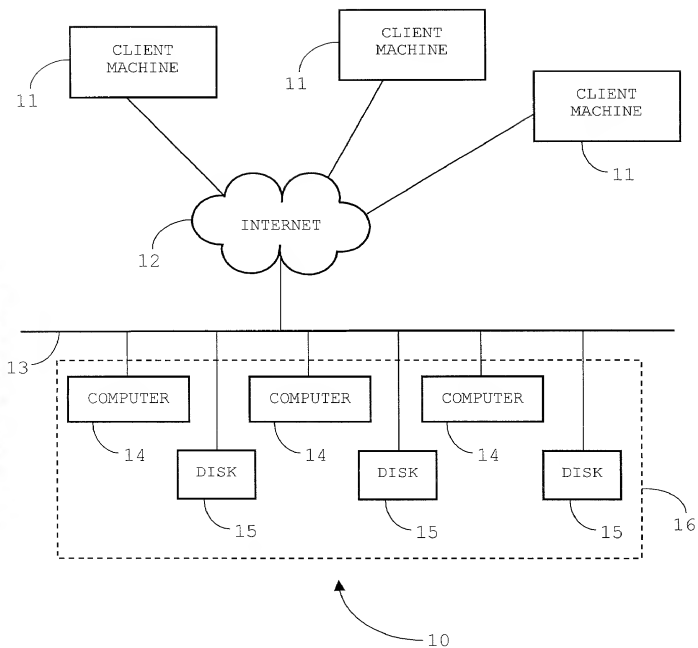 CLIENT
MACHINE
11
CLIENT
MACHINE
11
CLIENT
MACHINE
11
INTERNET
12
13
COMPUTER
14
COMPUTER
14
COMPUTER
14
DISK
15
DISK
15
DISK
15
16
10